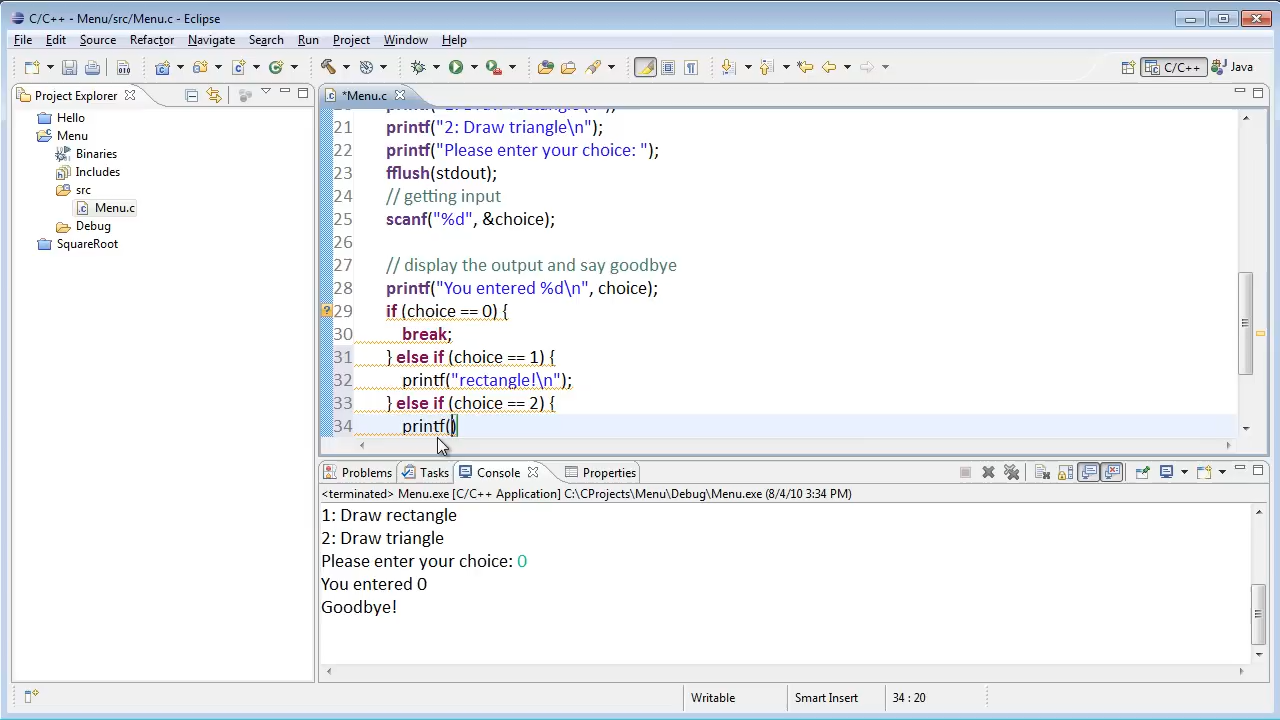 C/C++ - Menu/src/Menu.c - Eclipse
File Edit Source Refactor Navigate Search Run Project Window Help
C/C++ Java
Project Explorer
Hello
Menu
Binaries
Includes
src
Menu.c
Debug
SquareRoot
*Menu.c
21 printf("2: Draw triangle\n");
22 printf("Please enter your choice: ");
23 fflush(stdout);
24 // getting input
25 scanf("%d", &choice);
26
27 // display the output and say goodbye
28 printf("You entered %d\n", choice);
29 if (choice == 0) {
30 break;
31 } else if (choice == 1) {
32 printf("rectangle!\n");
33 } else if (choice == 2) {
34 printf()
Problems Tasks Console Properties
<terminated> Menu.exe [C/C++ Application] C:\CProjects\Menu\Debug\Menu.exe (8/4/10 3:34 PM)
1: Draw rectangle
2: Draw triangle
Please enter your choice: 0
You entered 0
Goodbye!
Writable Smart Insert 34 : 20